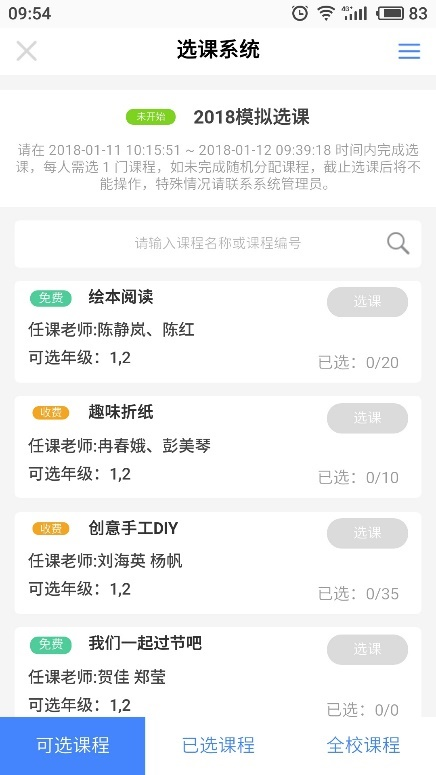 09:54
4G
83
选课系统
未开始 2018模拟选课
请在 2018-01-11 10:15:51 ~ 2018-01-12 09:39:18 时间内完成选
课，每人需选 1 门课程，如未完成随机分配课程，截止选课后将不
能操作，特殊情况请联系系统管理员。
请输入课程名称或课程编号
免费 绘本阅读 选课
任课老师:陈静岚、陈红
可选年级：1,2 已选：0/20
收费 趣味折纸 选课
任课老师:冉春娥、彭美琴
可选年级：1,2 已选：0/10
收费 创意手工DIY 选课
任课老师:刘海英 杨帆
可选年级：1,2 已选：0/35
免费 我们一起过节吧 选课
任课老师:贺佳 郑莹
可选年级：1,2 已选：0/0
可选课程 已选课程 全校课程